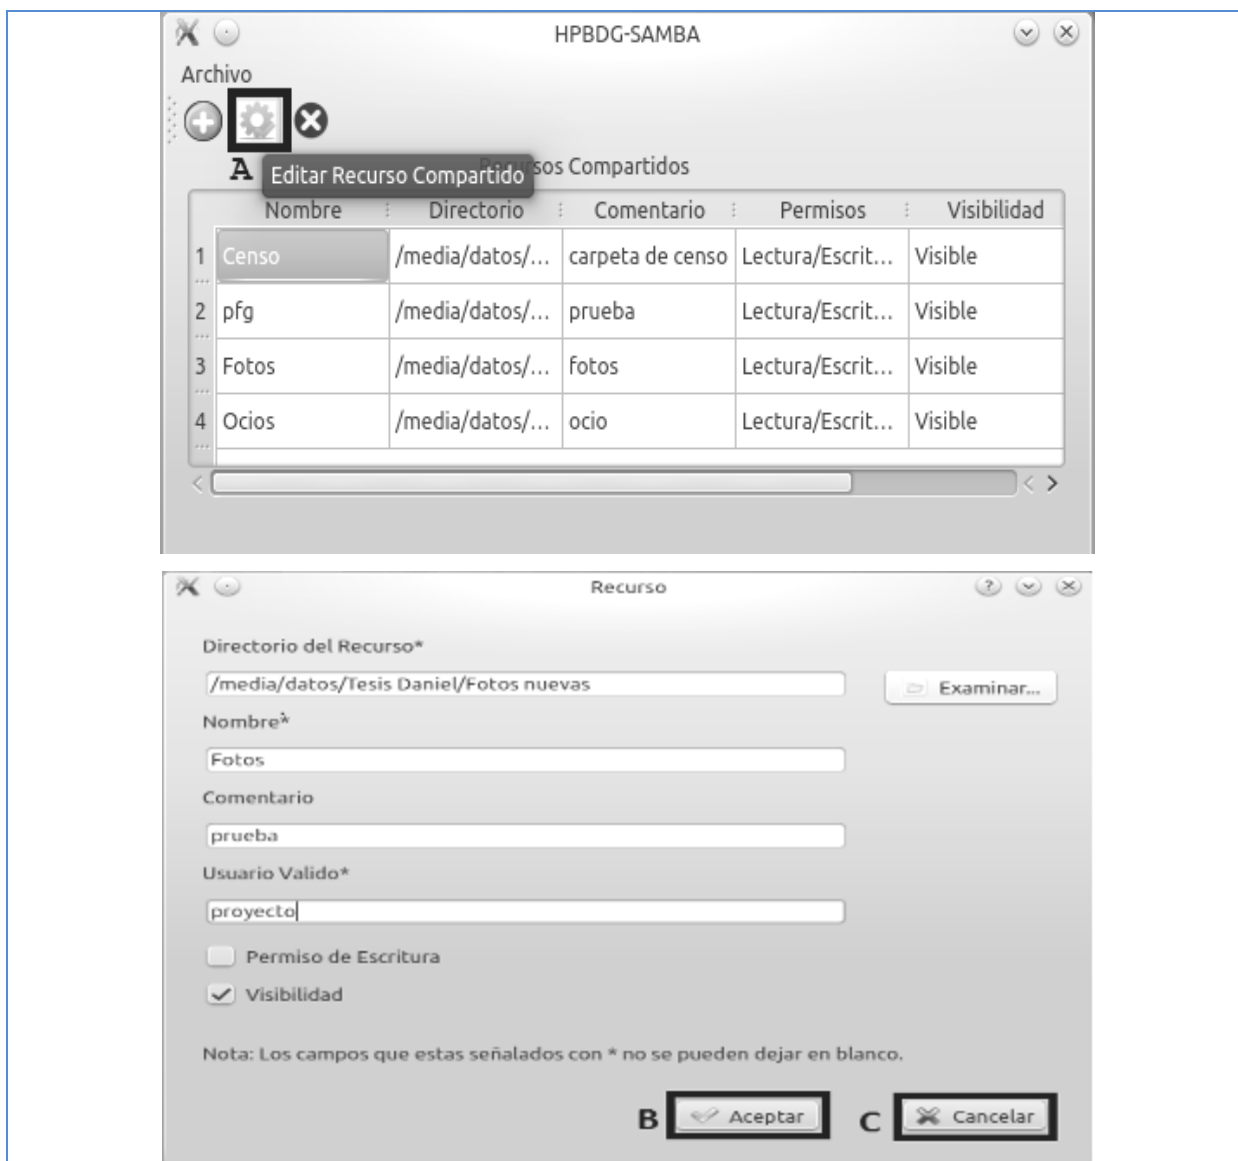 HPBDG-SAMBA
Archivo
A
Editar Recurso Compartido
sos Compartidos
Nombre Directorio Comentario Permisos Visibilidad
1 Censo /media/datos/... carpeta de censo Lectura/Escrit... Visible
2 pfg /media/datos/... prueba Lectura/Escrit... Visible
3 Fotos /media/datos/... fotos Lectura/Escrit... Visible
4 Ocios /media/datos/... ocio Lectura/Escrit... Visible
Recurso
Directorio del Recurso*
/media/datos/Tesis Daniel/Fotos nuevas
Examinar...
Nombre*
Fotos
Comentario
prueba
Usuario Valido*
proyecto
Permiso de Escritura
Visibilidad
Nota: Los campos que estas señalados con * no se pueden dejar en blanco.
B Aceptar C Cancelar